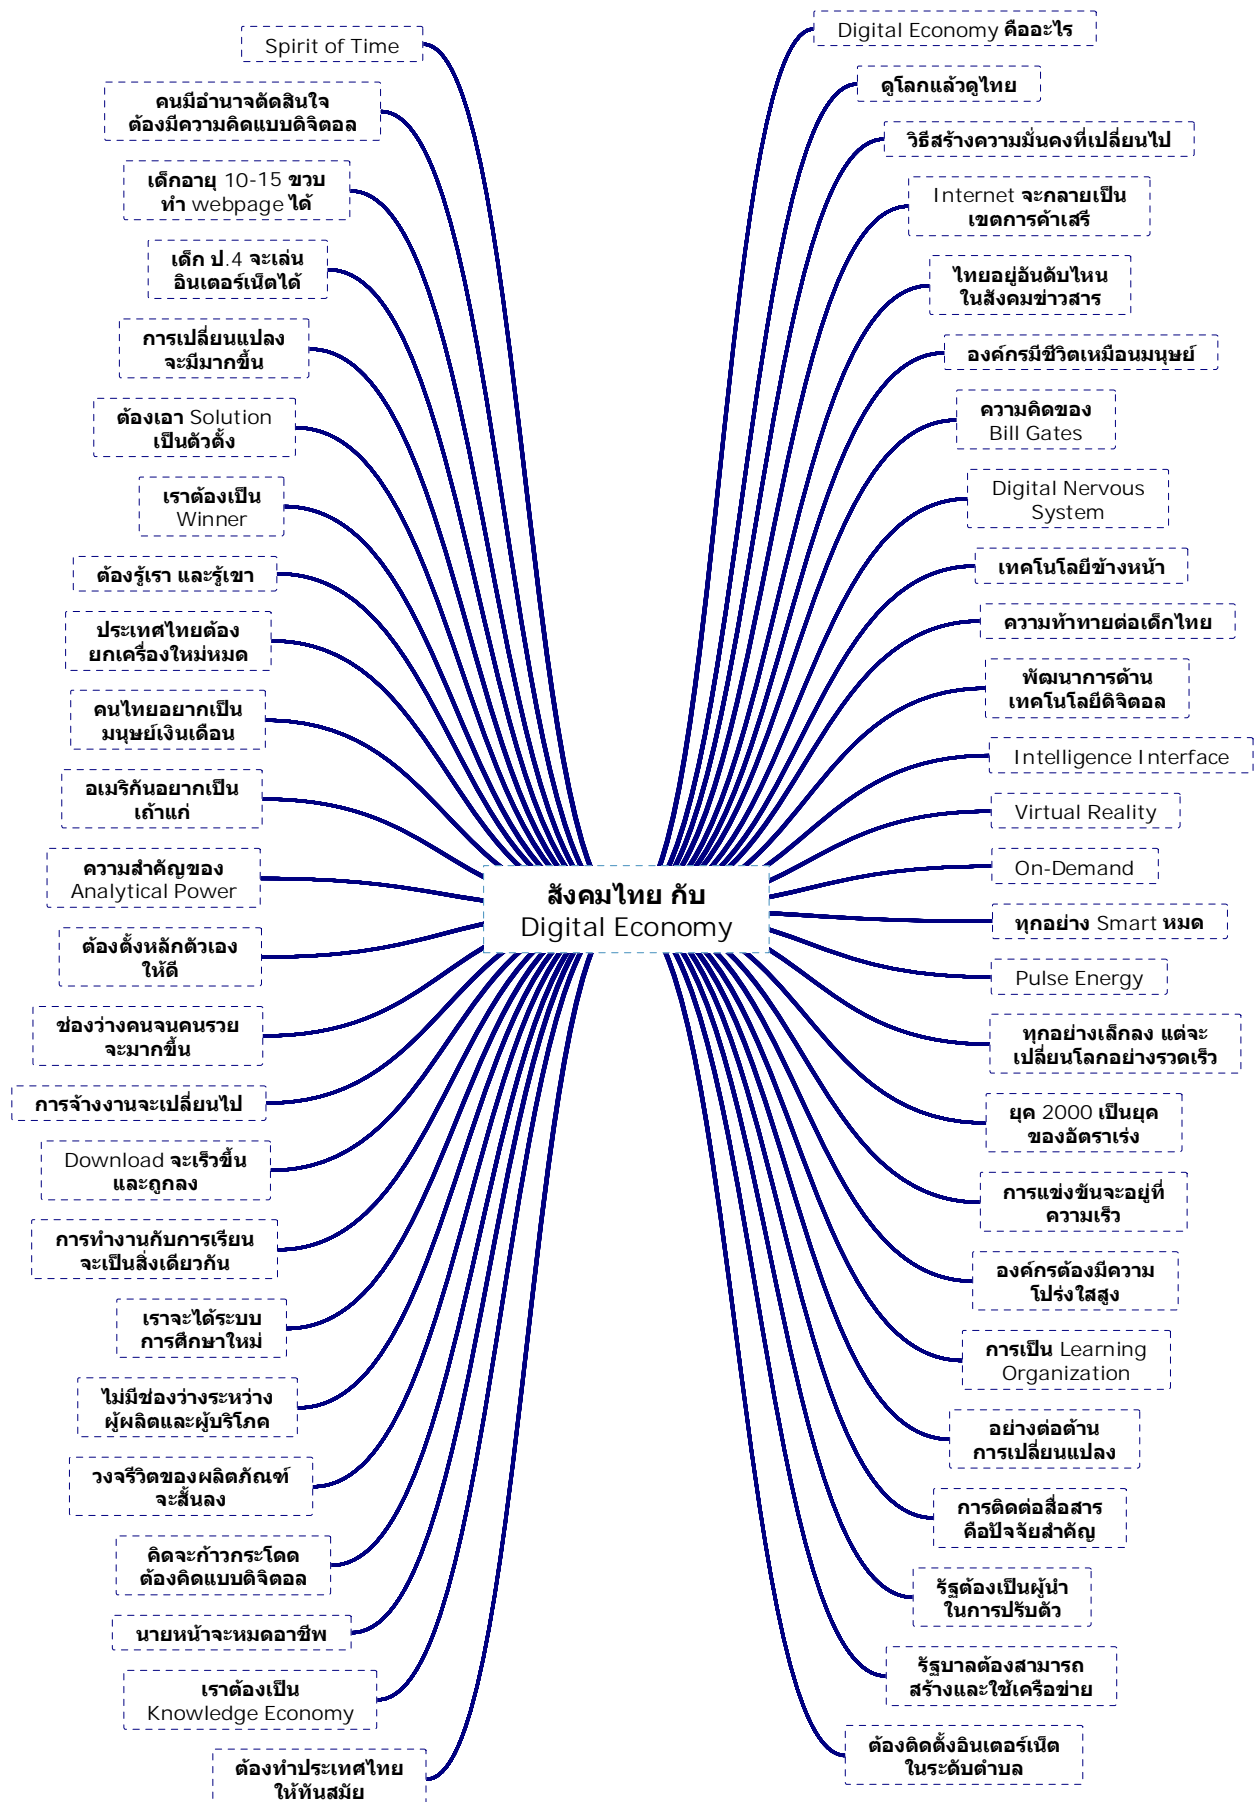 Spirit of Time
คนมีอำนาจตัดสินใจ
ต้องมีความคิดแบบดิจิตอล
เด็กอายุ 10-15 ขวบ
ทำ webpage ได้
เด็ก ป.4 จะเล่น
อินเตอร์เน็ตได้
การเปลี่ยนแปลง
จะมีมากขึ้น
ต้องเอา Solution
เป็นตัวตั้ง
เราต้องเป็น
Winner
ต้องรู้เรา และรู้เขา
ประเทศไทยต้อง
ยกเครื่องใหม่หมด
คนไทยอยากเป็น
มนุษย์เงินเดือน
อเมริกันอยากเป็น
เถ้าแก่
ความสำคัญของ
Analytical Power
ต้องตั้งหลักตัวเอง
ให้ดี
ช่องว่างคนจนคนรวย
จะมากขึ้น
การจ้างงานจะเปลี่ยนไป
Download จะเร็วขึ้น
และถูกลง
การทำงานกับการเรียน
จะเป็นสิ่งเดียวกัน
เราจะได้ระบบ
การศึกษาใหม่
ไม่มีช่องว่างระหว่าง
ผู้ผลิตและผู้บริโภค
วงจรีวิตของผลิตภัณฑ์
จะสั้นลง
คิดจะก้าวกระโดด
ต้องคิดแบบดิจิตอล
นายหน้าจะหมดอาชีพ
เราต้องเป็น
Knowledge Economy
ต้องทำประเทศไทย
ให้ทันสมัย
สังคมไทย กับ
Digital Economy
Digital Economy คืออะไร
ดูโลกแล้วดูไทย
วิธีสร้างความมั่นคงที่เปลี่ยนไป
Internet จะกลายเป็น
เขตการค้าเสรี
ไทยอยู่อันดับไหน
ในสังคมข่าวสาร
องค์กรมีชีวิตเหมือนมนุษย์
ความคิดของ
Bill Gates
Digital Nervous
System
เทคโนโลยีข้างหน้า
ความท้าทายต่อเด็กไทย
พัฒนาการด้าน
เทคโนโลยีดิจิตอล
Intelligence Interface
Virtual Reality
On-Demand
ทุกอย่าง Smart หมด
Pulse Energy
ทุกอย่างเล็กลง แต่จะ
เปลี่ยนโลกอย่างรวดเร็ว
ยุค 2000 เป็นยุค
ของอัตราเร่ง
การแข่งขันจะอยู่ที่
ความเร็ว
องค์กรต้องมีความ
โปร่งใสสูง
การเป็น Learning
Organization
อย่างต่อต้าน
การเปลี่ยนแปลง
การติดต่อสื่อสาร
คือปัจจัยสำคัญ
รัฐต้องเป็นผู้นำ
ในการปรับตัว
รัฐบาลต้องสามารถ
สร้างและใช้เครือข่าย
ต้องติดตั้งอินเตอร์เน็ต
ในระดับตำบล